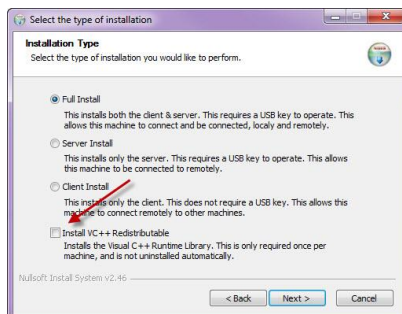 Select the type of installation
Installation Type
Select the type of installation you would like to perform.
Full Install
This installs both the client & server. This requires a USB key to operate. This
allows this machine to connect and be connected, localy and remotely.
Server Install
This installs only the server. This requires a USB key to operate. This allows
this machine to be connected to remotely.
Client Install
This installs only the client. This does not require a USB key. This allows this
machine to connect remotely to other machines.
Install VC++ Redistributable
Installs the Visual C++ Runtime Library. This is only required once per
machine, and is not uninstalled automatically.
Nullsoft Install System v2.46
< Back Next > Cancel